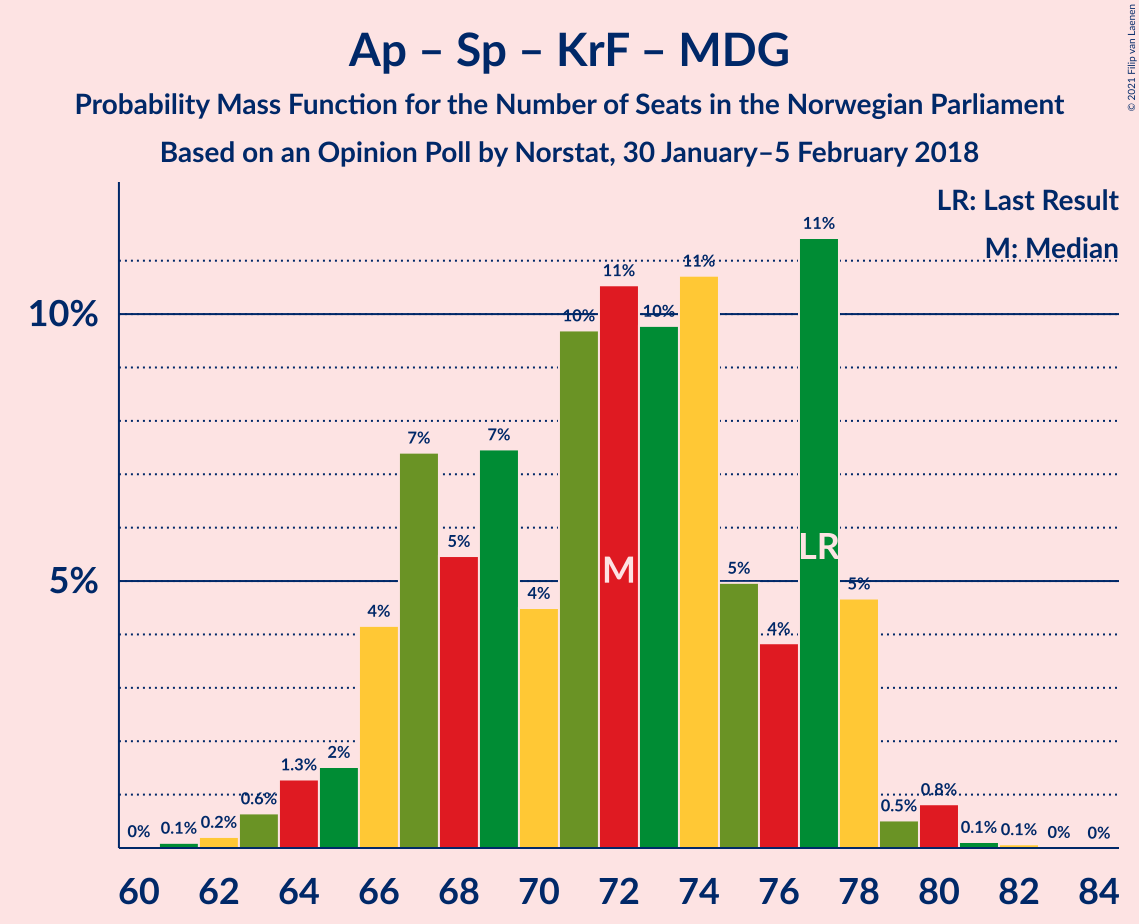 Ap – Sp – KrF – MDG
Probability Mass Function for the Number of Seats in the Norwegian Parliament
Based on an Opinion Poll by Norstat, 30 January–5 February 2018
© 2021 Filip van Laenen
LR: Last Result
M: Median
10%
5%
0% 0.1% 0.2% 0.6% 1.3% 2% 4% 7% 5% 7% 4% 10% 11% 10% 11% 5% 4% 11% 5% 0.5% 0.8% 0.1% 0.1% 0% 0%
M LR
60 62 64 66 68 70 72 74 76 78 80 82 84